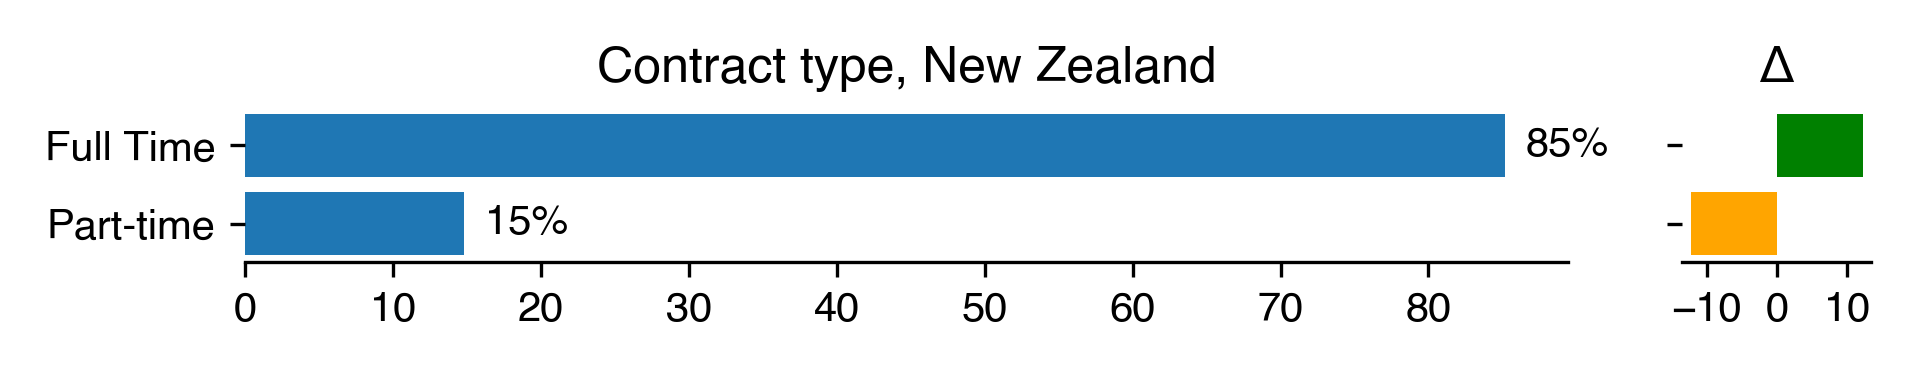 Contract type, New Zealand Δ
Full Time 85%
Part-time 15%
0 10 20 30 40 50 60 70 80 −10 0 10